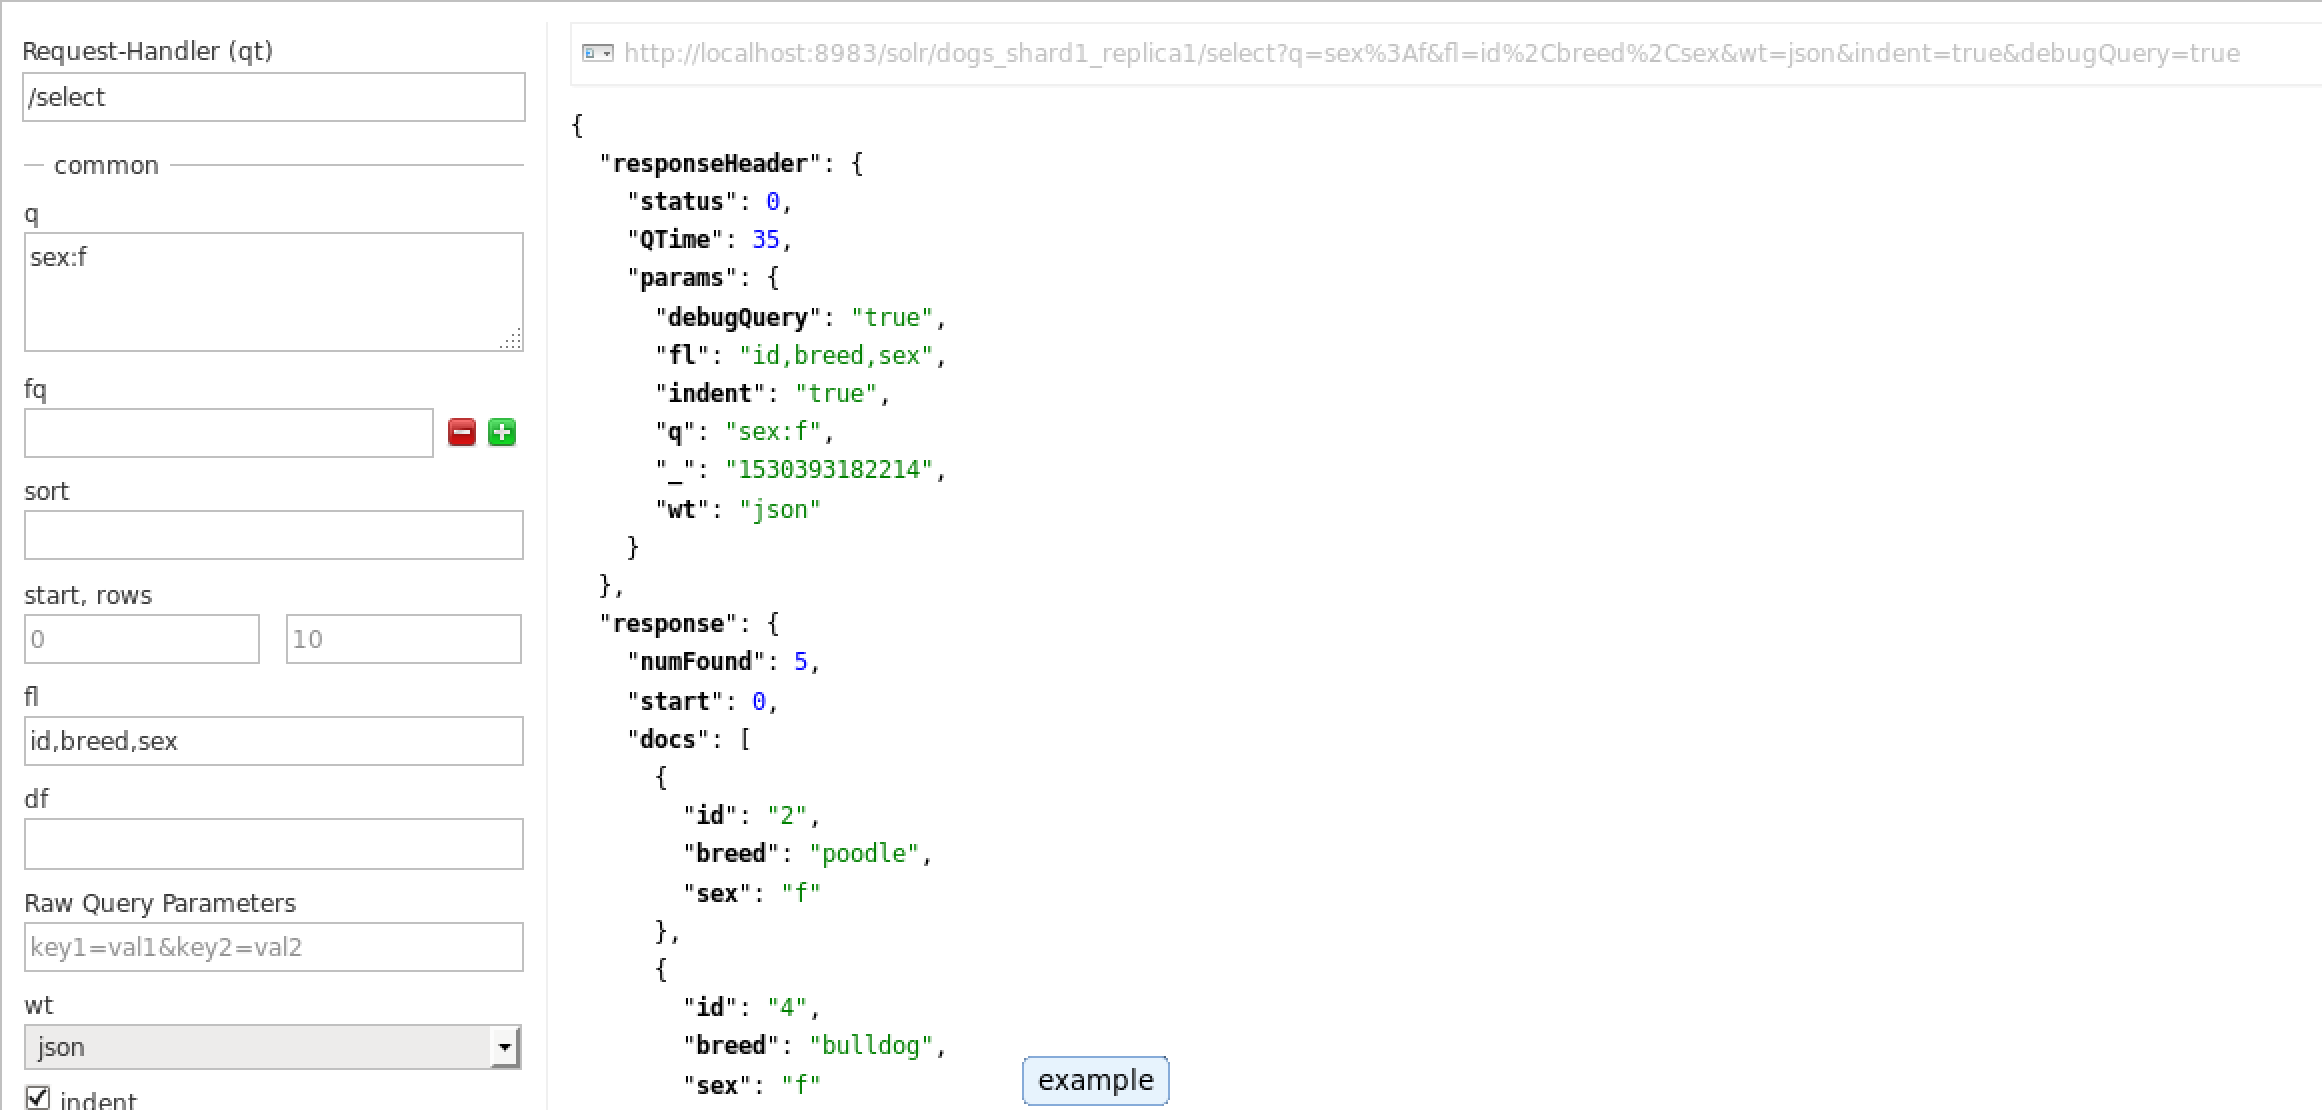 Request-Handler (qt)
/select
common
q
sex:f
fq
sort
start, rows
0 10
fl
id,breed,sex
df
Raw Query Parameters
key1=val1&key2=val2
wt
json
indent
http://localhost:8983/solr/dogs_shard1_replica1/select?q=sex%3Af&fl=id%2Cbreed%2Csex&wt=json&indent=true&debugQuery=true
{
"responseHeader": {
"status": 0,
"QTime": 35,
"params": {
"debugQuery": "true",
"fl": "id,breed,sex",
"indent": "true",
"q": "sex:f",
"_": "1530393182214",
"wt": "json"
}
},
"response": {
"numFound": 5,
"start": 0,
"docs": [
{
"id": "2",
"breed": "poodle",
"sex": "f"
},
{
"id": "4",
"breed": "bulldog",
"sex": "f"
example